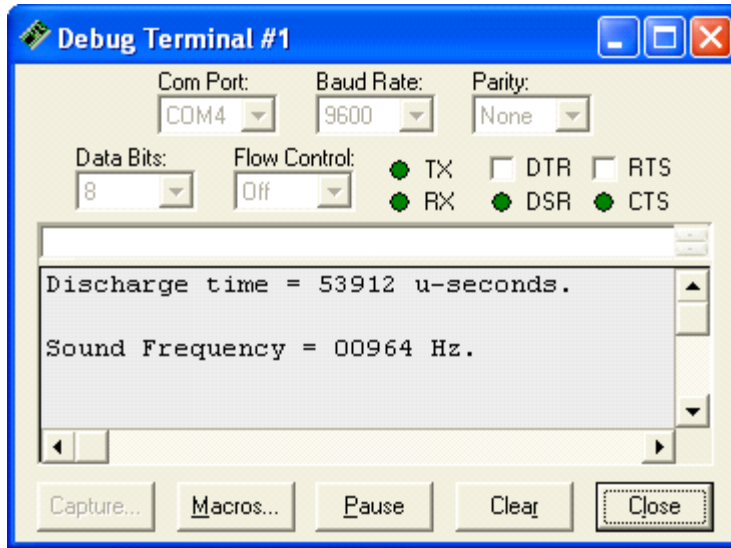 Debug Terminal #1
Com Port: Baud Rate: Parity:
COM4 9600 None
Data Bits: Flow Control: TX DTR RTS
8 Off RX DSR CTS
Discharge time = 53912 u-seconds.
Sound Frequency = 00964 Hz.
Capture... Macros... Pause Clear Close